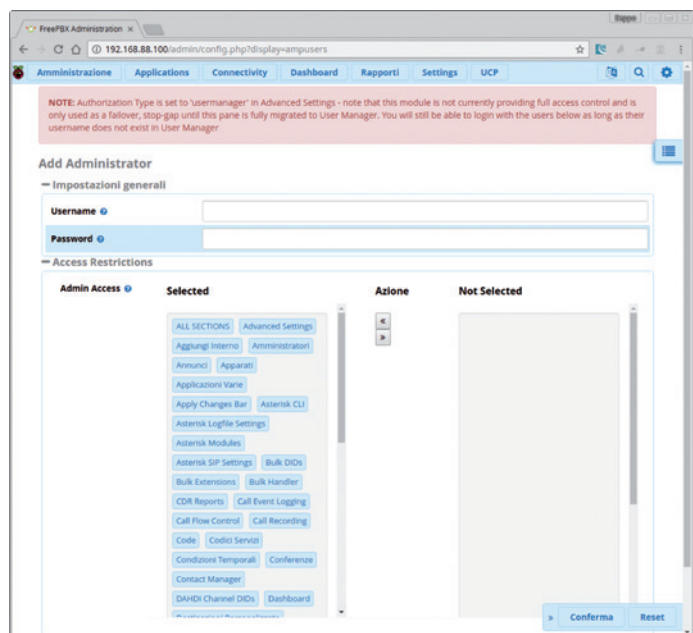 Beppe
FreePBX Administration
192.168.88.100/admin/config.php?display=ampusers
Amministrazione Applications Connectivity Dashboard Rapporti Settings UCP
NOTE: Authorization Type is set to 'usermanager' in Advanced Settings - note that this module is not currently providing full access control and is
only used as a failover, stop-gap until this pane is fully migrated to User Manager. You will still be able to login with the users below as long as their
username does not exist in User Manager
Add Administrator
Impostazioni generali
Username
Password
Access Restrictions
Admin Access Selected Azione Not Selected
ALL SECTIONS Advanced Settings
Aggiungi Interno Amministratori
Annunci Apparati
Applicazioni Varie
Apply Changes Bar Asterisk CLI
Asterisk Logfile Settings
Asterisk Modules
Asterisk SIP Settings Bulk DIDs
Bulk Extensions Bulk Handler
CDR Reports Call Event Logging
Call Flow Control Call Recording
Code Codici Servizi
Condizioni Temporali Conferenze
Contact Manager
DAHDI Channel DIDs Dashboard
» Conferma Reset